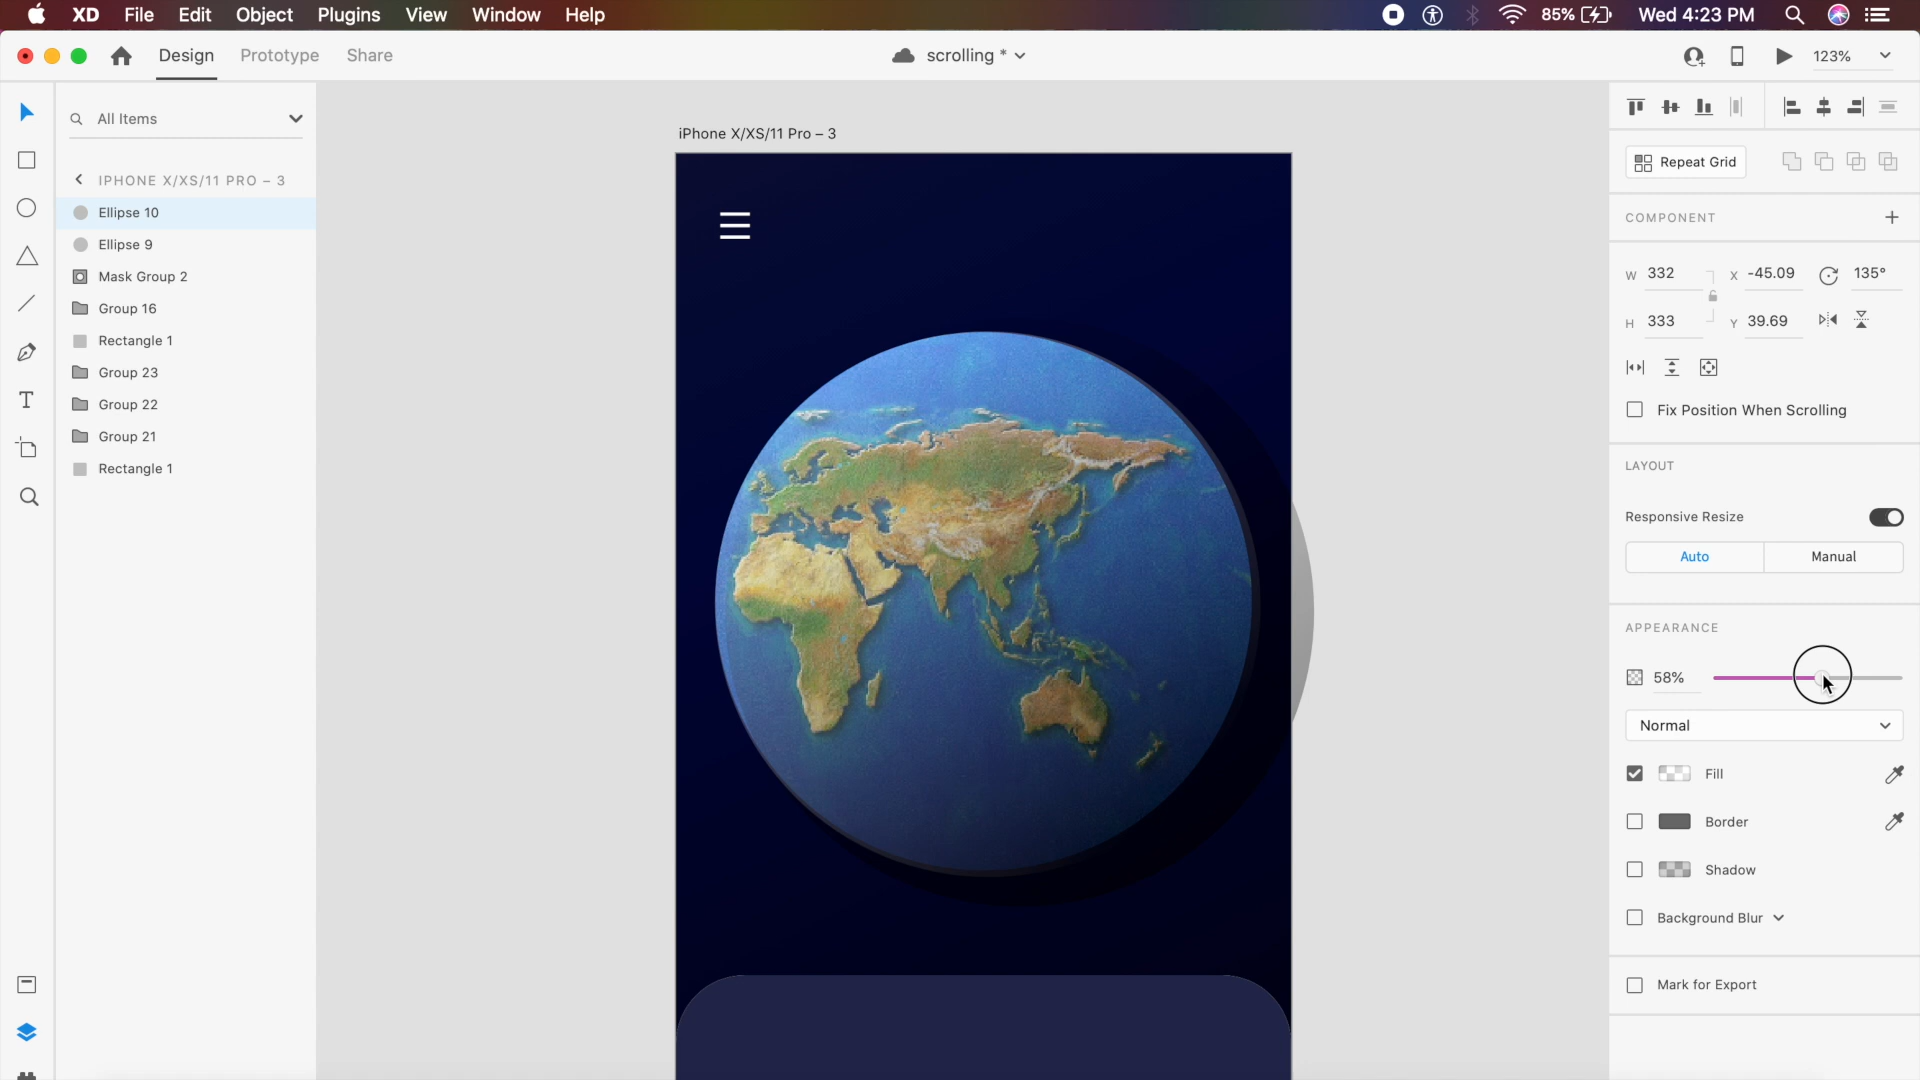 XD File Edit Object Plugins View Window Help 85% Wed 4:23 PM
Design Prototype Share scrolling * 123%
All Items
IPHONE X/XS/11 PRO – 3
Ellipse 10
Ellipse 9
Mask Group 2
Group 16
Rectangle 1
Group 23
Group 22
Group 21
Rectangle 1
T
iPhone X/XS/11 Pro – 3
Repeat Grid
COMPONENT
W 332 X -45.09 135°
H 333 Y 39.69
Fix Position When Scrolling
LAYOUT
Responsive Resize
Auto Manual
APPEARANCE
58%
Normal
Fill
Border
Shadow
Background Blur
Mark for Export